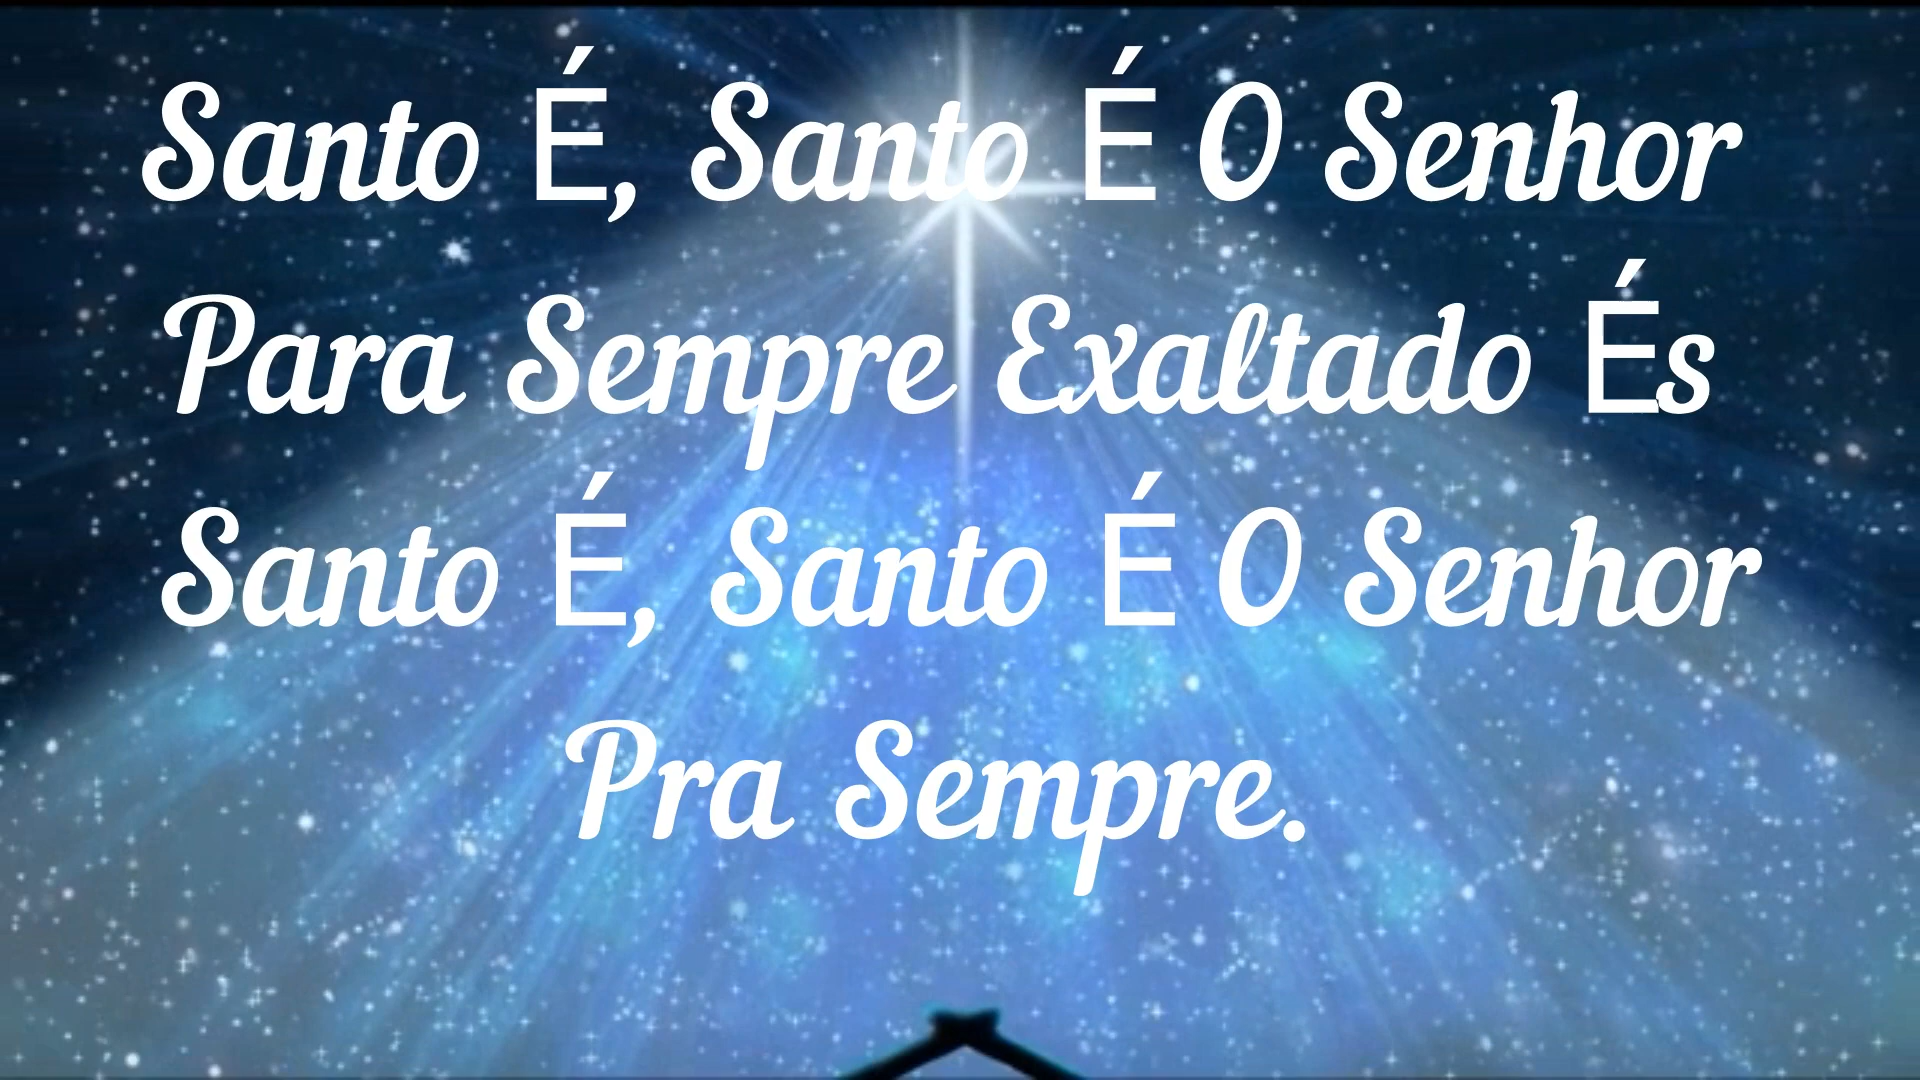 Santo É, Santo É O Senhor
Para Sempre Exaltado És
Santo É, Santo É O Senhor
Pra Sempre.